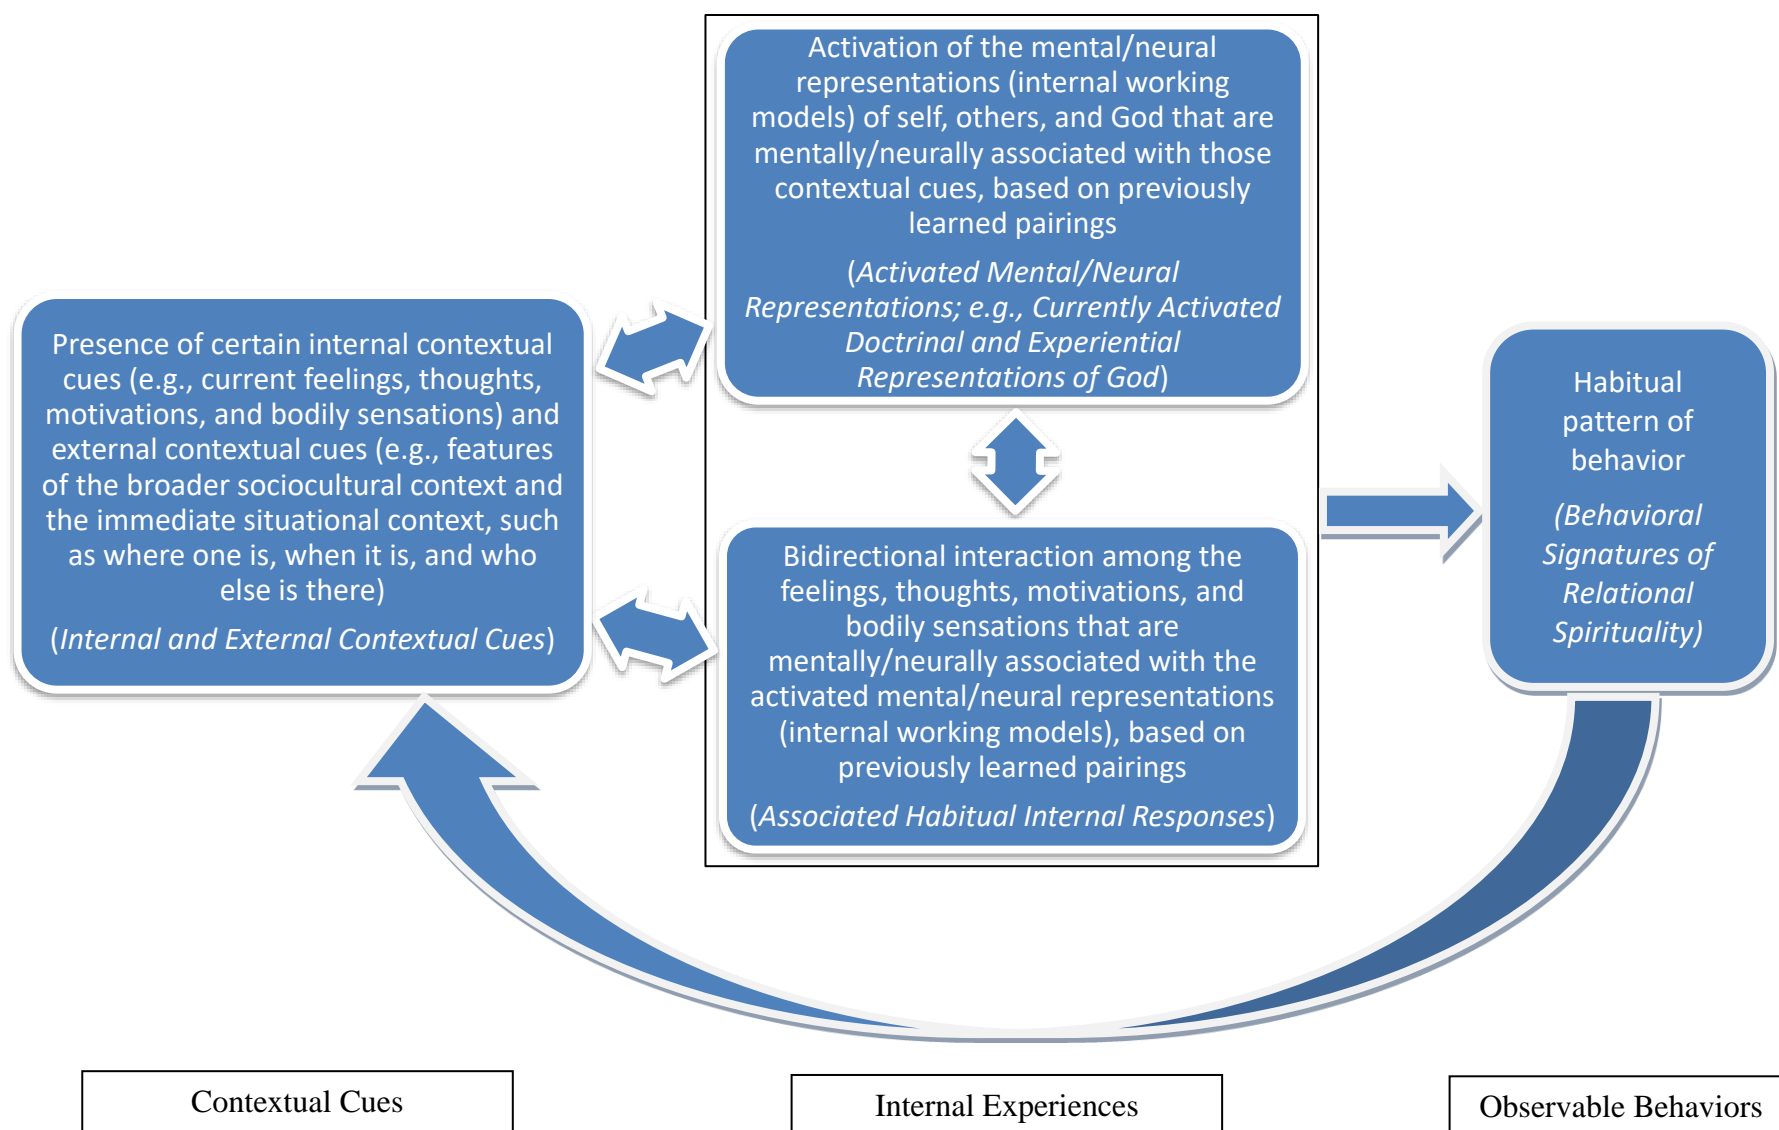 Activation of the mental/neural
representations (internal working
models) of self, others, and God that are
mentally/neurally associated with those
contextual cues, based on previously
learned pairings
(Activated Mental/Neural
Representations; e.g., Currently Activated
Doctrinal and Experiential
Representations of God)
Presence of certain internal contextual
cues (e.g., current feelings, thoughts,
motivations, and bodily sensations) and
external contextual cues (e.g., features
of the broader sociocultural context and
the immediate situational context, such
as where one is, when it is, and who
else is there)
(Internal and External Contextual Cues)
Bidirectional interaction among the
feelings, thoughts, motivations, and
bodily sensations that are
mentally/neurally associated with the
activated mental/neural representations
(internal working models), based on
previously learned pairings
(Associated Habitual Internal Responses)
Habitual
pattern of
behavior
(Behavioral
Signatures of
Relational
Spirituality)
Contextual Cues
Internal Experiences
Observable Behaviors